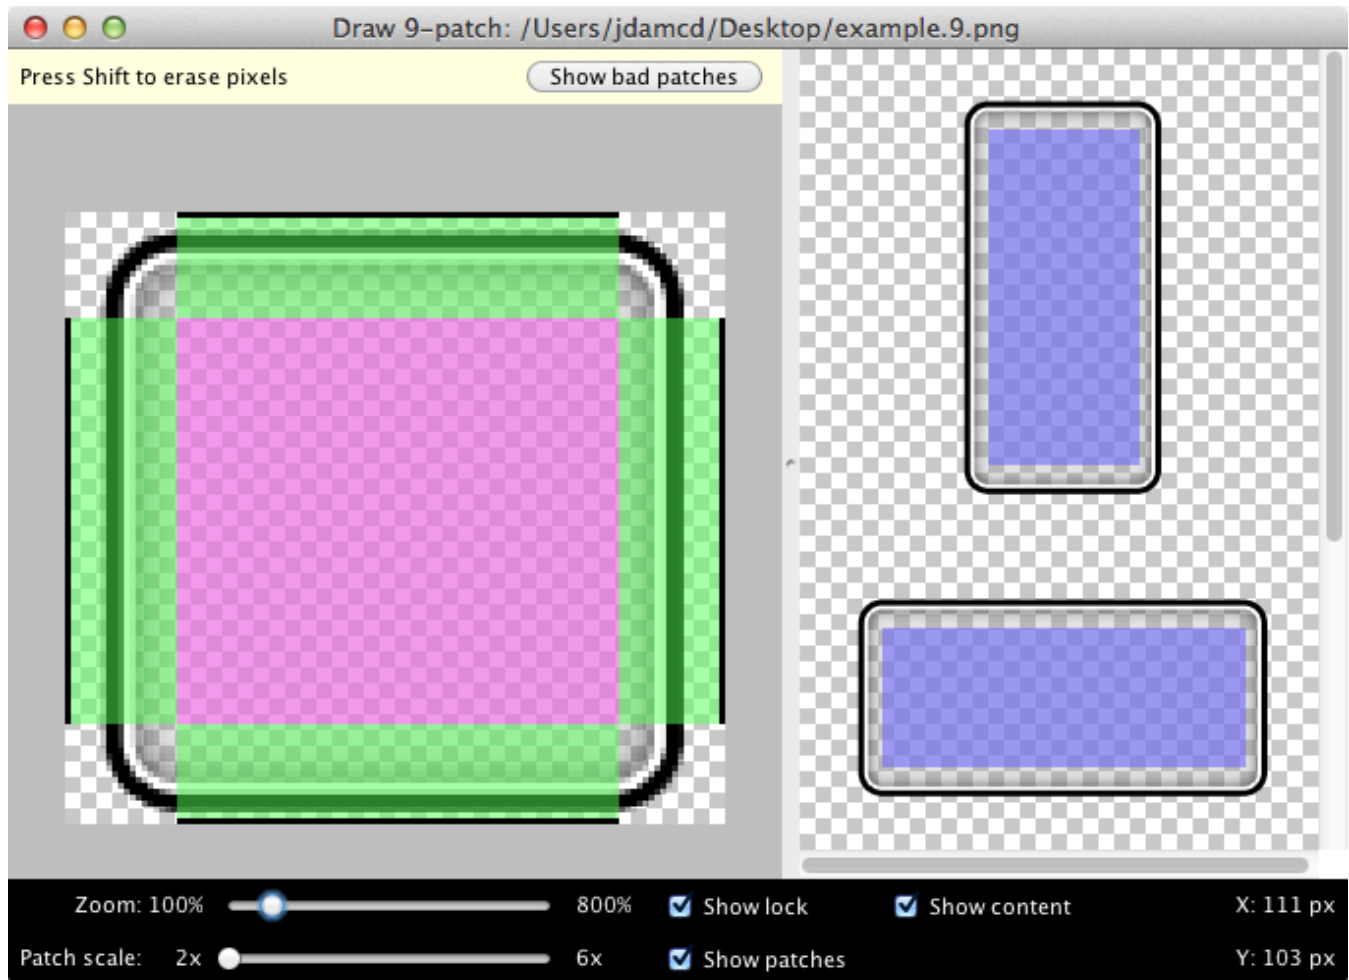 Draw 9-patch: /Users/jdamcd/Desktop/example.9.png
Press Shift to erase pixels
Show bad patches
Zoom: 100%
800%
Show lock
Show content
X: 111 px
Patch scale:
2x
6x
Show patches
Y: 103 px